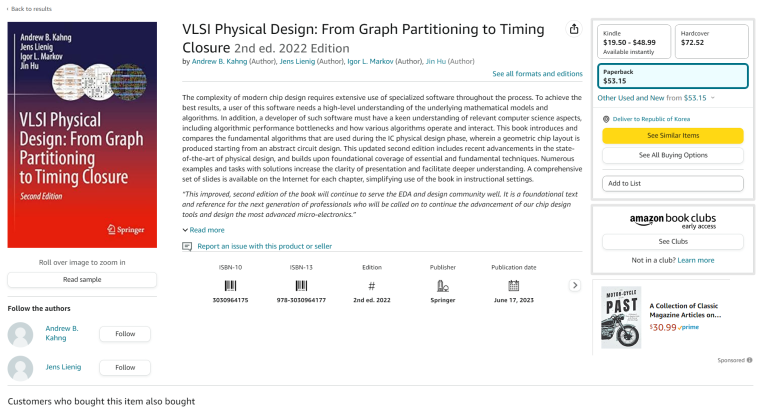 ‹ Back to results
Andrew B. Kahng
Jens Lienig
Igor L. Markov
Jin Hu
VLSI Physical
Design: From Graph
Partitioning
to Timing Closure
Second Edition
Springer
Roll over image to zoom in
Read sample
Follow the authors
Andrew B.
Kahng
Follow
Jens Lienig
Follow
VLSI Physical Design: From Graph Partitioning to Timing
Closure 2nd ed. 2022 Edition
by Andrew B. Kahng (Author), Jens Lienig (Author), Igor L. Markov (Author), Jin Hu (Author)
See all formats and editions
The complexity of modern chip design requires extensive use of specialized software throughout the process. To achieve the
best results, a user of this software needs a high-level understanding of the underlying mathematical models and
algorithms. In addition, a developer of such software must have a keen understanding of relevant computer science aspects,
including algorithmic performance bottlenecks and how various algorithms operate and interact. This book introduces and
compares the fundamental algorithms that are used during the IC physical design phase, wherein a geometric chip layout is
produced starting from an abstract circuit design. This updated second edition includes recent advancements in the state-
of-the-art of physical design, and builds upon foundational coverage of essential and fundamental techniques. Numerous
examples and tasks with solutions increase the clarity of presentation and facilitate deeper understanding. A comprehensive
set of slides is available on the Internet for each chapter, simplifying use of the book in instructional settings.
"This improved, second edition of the book will continue to serve the EDA and design community well. It is a foundational text
and reference for the next generation of professionals who will be called on to continue the advancement of our chip design
tools and design the most advanced micro-electronics."
Read more
Report an issue with this product or seller
ISBN-10
3030964175
ISBN-13
978-3030964177
Edition
#
2nd ed. 2022
Publisher
Springer
Publication date
June 17, 2023
Kindle
$19.50 - $48.99
Available instantly
Hardcover
$72.52
Paperback
$53.15
Other Used and New from $53.15
Deliver to Republic of Korea
See Similar Items
See All Buying Options
Add to List
amazon book clubs
early access
See Clubs
Not in a club? Learn more
MOTOR-CYCLE
PAST
A Collection of Classic
Magazine Articles on...
$30.99 prime
Sponsored
Customers who bought this item also bought